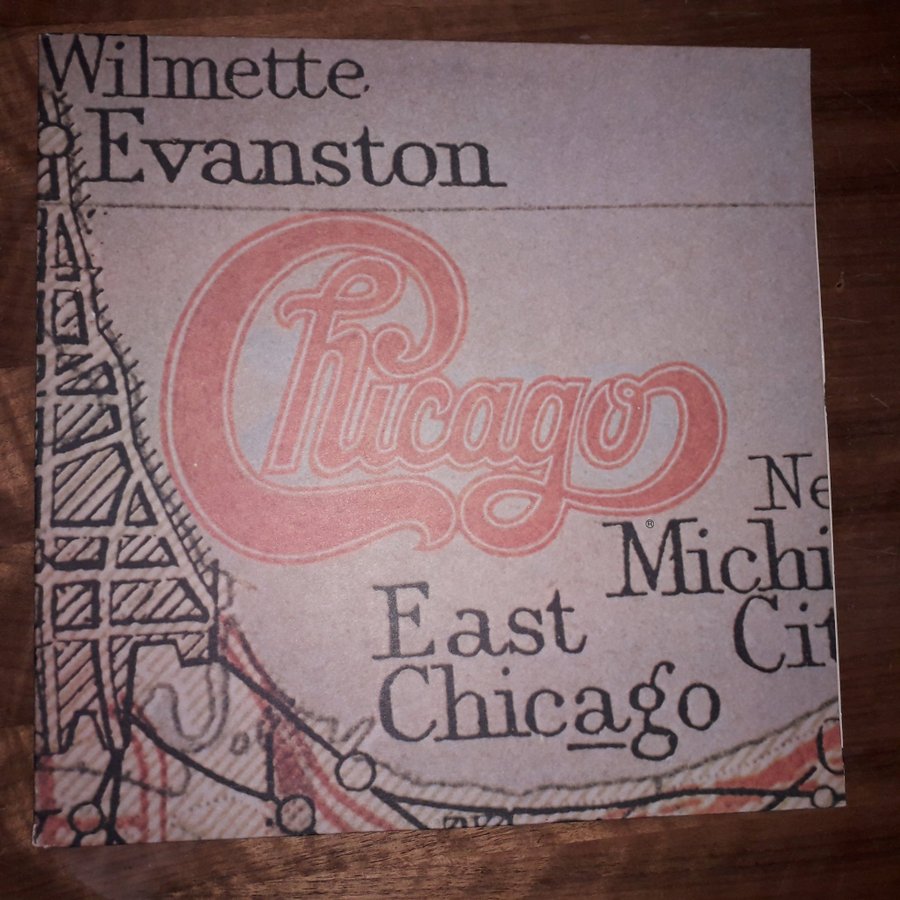 Wilmette
Evanston
Chicago
®
Ne
Michi
Cit
East
Chicago